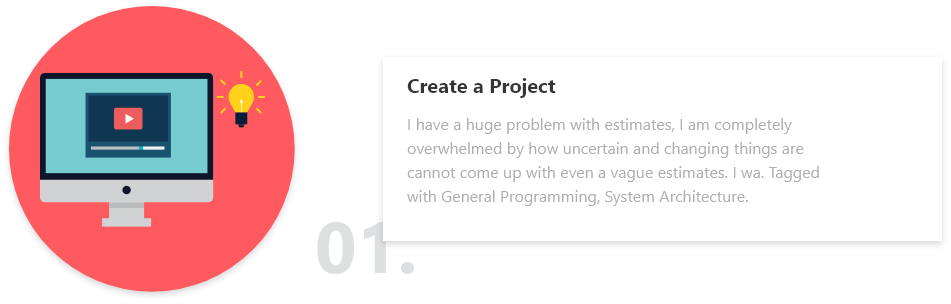 Create a Project
I have a huge problem with estimates, I am completely
overwhelmed by how uncertain and changing things are
cannot come up with even a vague estimates. I wa. Tagged
with General Programming, System Architecture.
01.